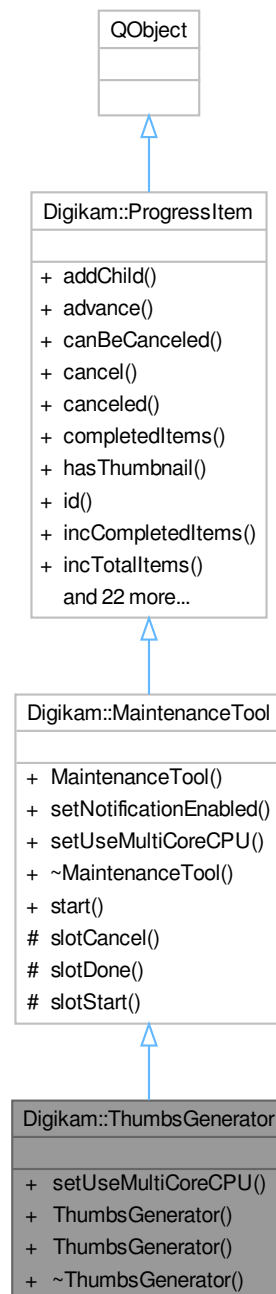 QObject
Digikam::ProgressItem
+ addChild()
+ advance()
+ canBeCanceled()
+ cancel()
+ canceled()
+ completedItems()
+ hasThumbnail()
+ id()
+ incCompletedItems()
+ incTotalItems()
and 22 more...
Digikam::MaintenanceTool
+ MaintenanceTool()
+ setNotificationEnabled()
+ setUseMultiCoreCPU()
+ ~MaintenanceTool()
+ start()
# slotCancel()
# slotDone()
# slotStart()
Digikam::ThumbsGenerator
+ setUseMultiCoreCPU()
+ ThumbsGenerator()
+ ThumbsGenerator()
+ ~ThumbsGenerator()